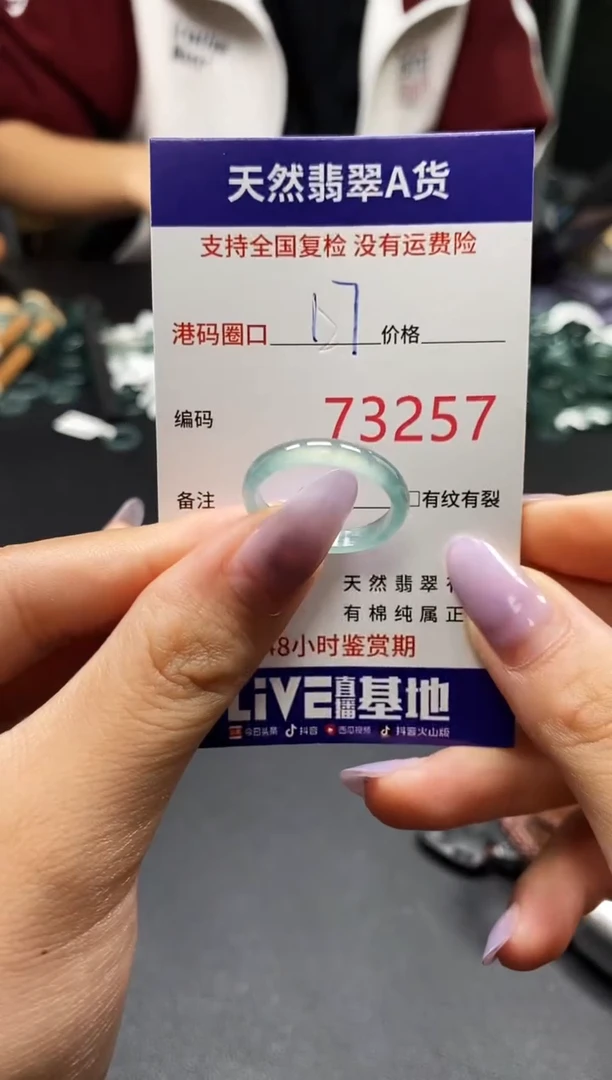 天然翡翠A货
支持全国复检 没有运费险
港码圈口 17 价格
编码 73257
备注 □有纹有裂
天然翡翠
有棉纯属正
48小时鉴赏期
LiVE直播基地
今日头条 抖音 西瓜视频 抖音火山版